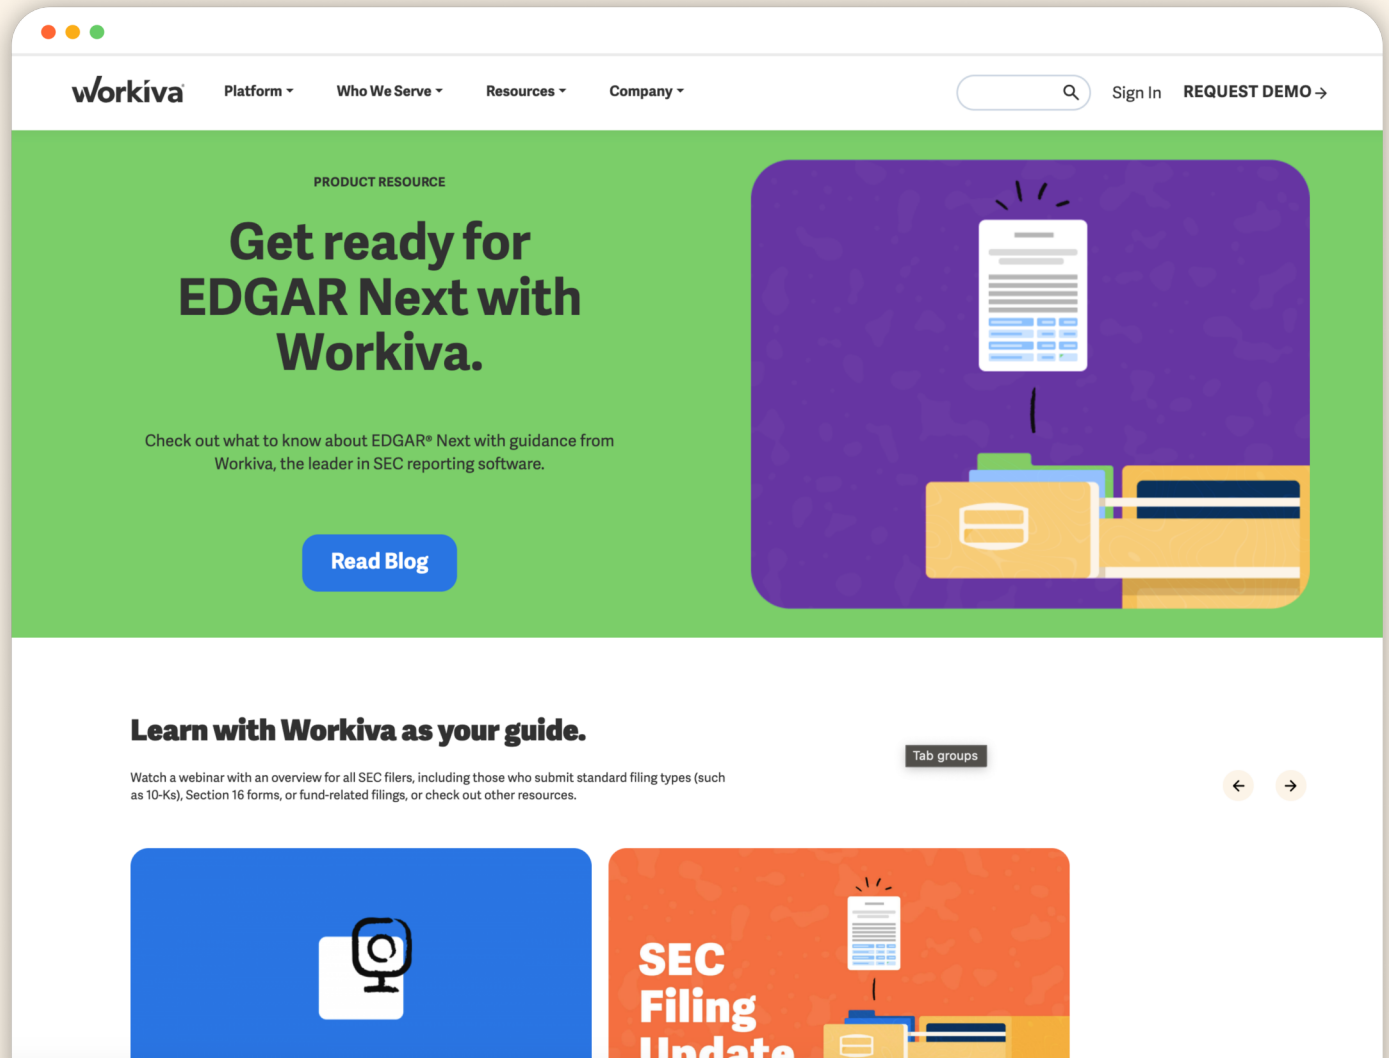 workiva
Platform
Who We Serve
Resources
Company
Sign In
REQUEST DEMO
PRODUCT RESOURCE
Get ready for
EDGAR Next with
Workiva.
Check out what to know about EDGAR® Next with guidance from
Workiva, the leader in SEC reporting software.
Read Blog
Learn with Workiva as your guide.
Tab groups
Watch a webinar with an overview for all SEC filers, including those who submit standard filing types (such
as 10-Ks), Section 16 forms, or fund-related filings, or check out other resources.
SEC
Filing
Update